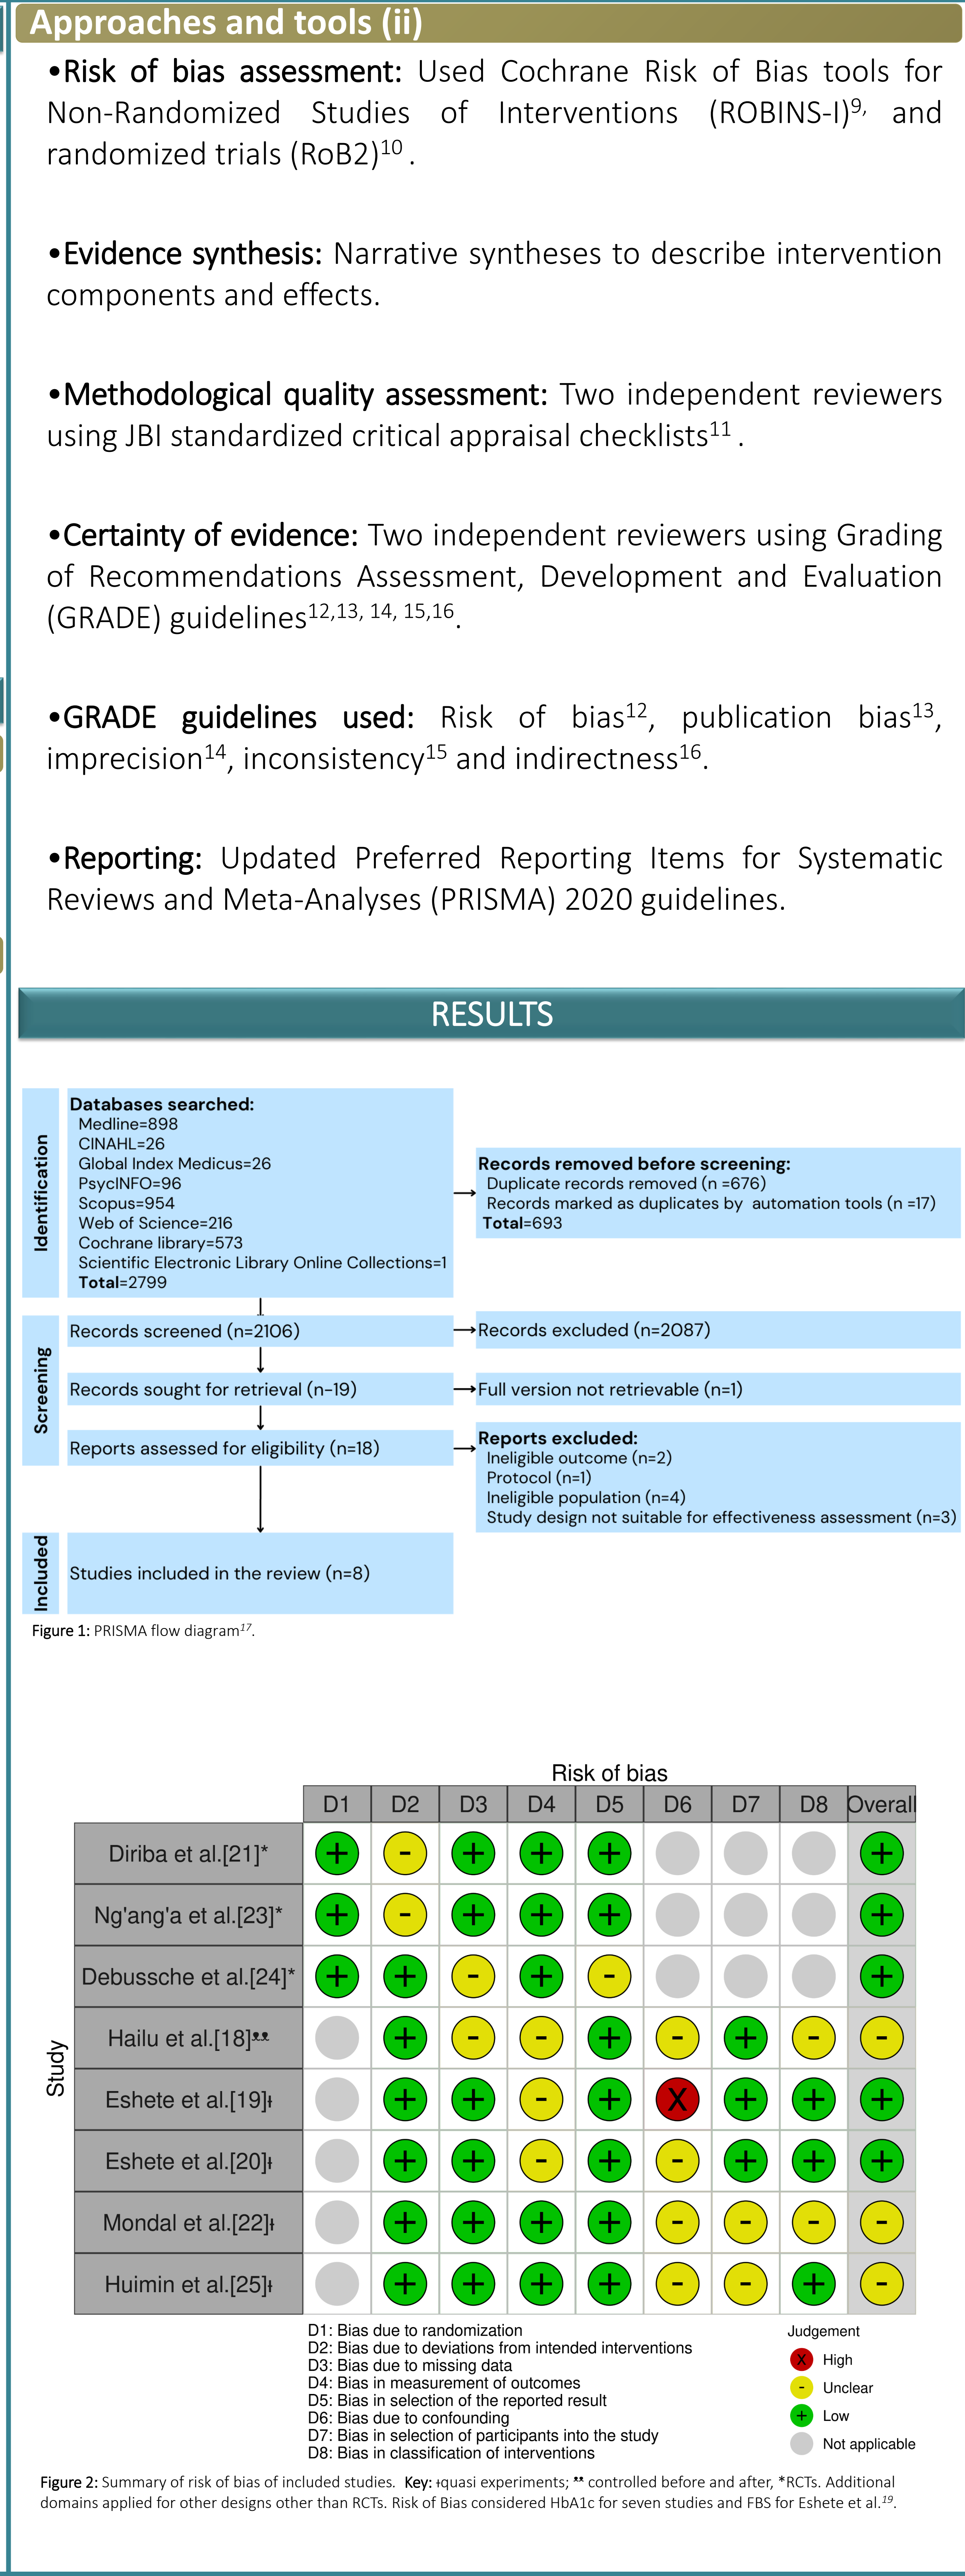 Approaches and tools (ii)
•Risk of bias assessment: Used Cochrane Risk of Bias tools for
Non-Randomized Studies of Interventions (ROBINS-I)9, and
randomized trials (RoB2)10 .
•Evidence synthesis: Narrative syntheses to describe intervention
components and effects.
•Methodological quality assessment: Two independent reviewers
using JBI standardized critical appraisal checklists11 .
•Certainty of evidence: Two independent reviewers using Grading
of Recommendations Assessment, Development and Evaluation
(GRADE) guidelines12,13, 14, 15,16.
•GRADE guidelines used: Risk of bias12, publication bias13,
imprecision14, inconsistency15 and indirectness16.
•Reporting: Updated Preferred Reporting Items for Systematic
Reviews and Meta-Analyses (PRISMA) 2020 guidelines.
RESULTS
Identification
Databases searched:
Medline=898
CINAHL=26
Global Index Medicus=26
PsycINFO=96
Scopus=954
Web of Science=216
Cochrane library=573
Scientific Electronic Library Online Collections=1
Total=2799
Records removed before screening:
Duplicate records removed (n =676)
Records marked as duplicates by automation tools (n =17)
Total=693
Screening
Records screened (n=2106)
Records excluded (n=2087)
Records sought for retrieval (n-19)
Full version not retrievable (n=1)
Reports assessed for eligibility (n=18)
Reports excluded:
Ineligible outcome (n=2)
Protocol (n=1)
Ineligible population (n=4)
Study design not suitable for effectiveness assessment (n=3)
Included
Studies included in the review (n=8)
Figure 1: PRISMA flow diagram17.
Risk of bias
D1 D2 D3 D4 D5 D6 D7 D8 Overall
Study
Diriba et al.[21]* + - + + + +
Ng'ang'a et al.[23]* + - + + + +
Debussche et al.[24]* + + - + - +
Hailu et al.[18]** + - - + - + - -
Eshete et al.[19]ƚ + + - + X + + +
Eshete et al.[20]ƚ + + - + - + + +
Mondal et al.[22]ƚ + + + + - - - -
Huimin et al.[25]ƚ + + + + - - + -
D1: Bias due to randomization
D2: Bias due to deviations from intended interventions
D3: Bias due to missing data
D4: Bias in measurement of outcomes
D5: Bias in selection of the reported result
D6: Bias due to confounding
D7: Bias in selection of participants into the study
D8: Bias in classification of interventions
Judgement
X High
- Unclear
+ Low
Not applicable
Figure 2: Summary of risk of bias of included studies. Key: ƚquasi experiments; ** controlled before and after, *RCTs. Additional
domains applied for other designs other than RCTs. Risk of Bias considered HbA1c for seven studies and FBS for Eshete et al.19.